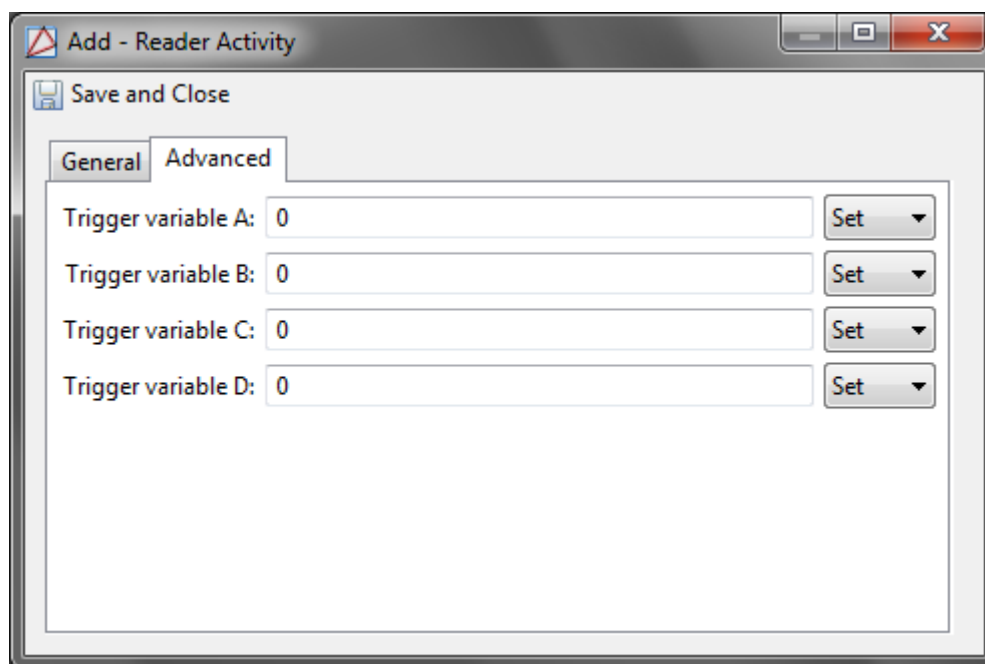 Add - Reader Activity
Save and Close
General Advanced
Trigger variable A: 0 Set
Trigger variable B: 0 Set
Trigger variable C: 0 Set
Trigger variable D: 0 Set